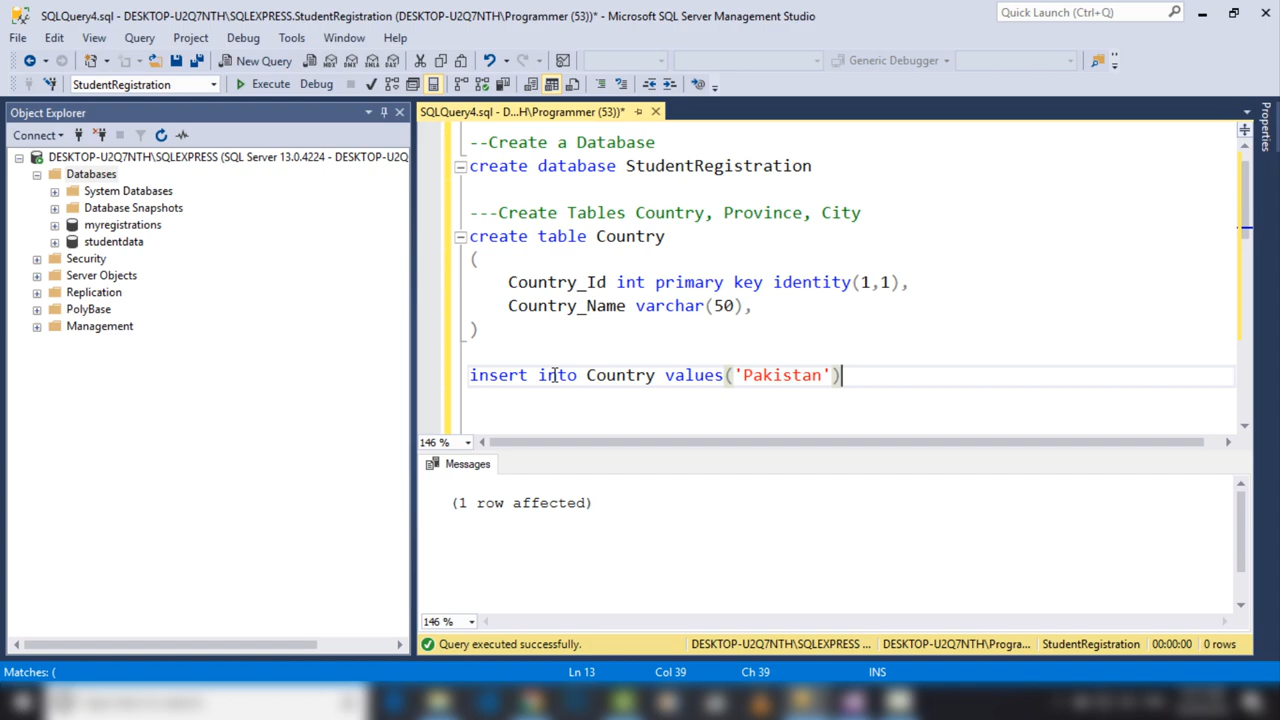 SQLQuery4.sql - DESKTOP-U2Q7NTH\SQLEXPRESS.StudentRegistration (DESKTOP-U2Q7NTH\Programmer (53))* - Microsoft SQL Server Management Studio
Quick Launch (Ctrl+Q)
File Edit View Query Project Debug Tools Window Help
New Query
Generic Debugger
StudentRegistration Execute Debug
Object Explorer
SQLQuery4.sql - D...H\Programmer (53))*
Properties
Connect
DESKTOP-U2Q7NTH\SQLEXPRESS (SQL Server 13.0.4224 - DESKTOP-U2Q
Databases
System Databases
Database Snapshots
myregistrations
studentdata
Security
Server Objects
Replication
PolyBase
Management
--Create a Database
create database StudentRegistration
---Create Tables Country, Province, City
create table Country
(
Country_Id int primary key identity(1,1),
Country_Name varchar(50),
)
insert into Country values('Pakistan')
146 %
Messages
(1 row affected)
146 %
Query executed successfully. DESKTOP-U2Q7NTH\SQLEXPRESS ... DESKTOP-U2Q7NTH\Progra... StudentRegistration 00:00:00 0 rows
Matches: ( Ln 13 Col 39 Ch 39 INS